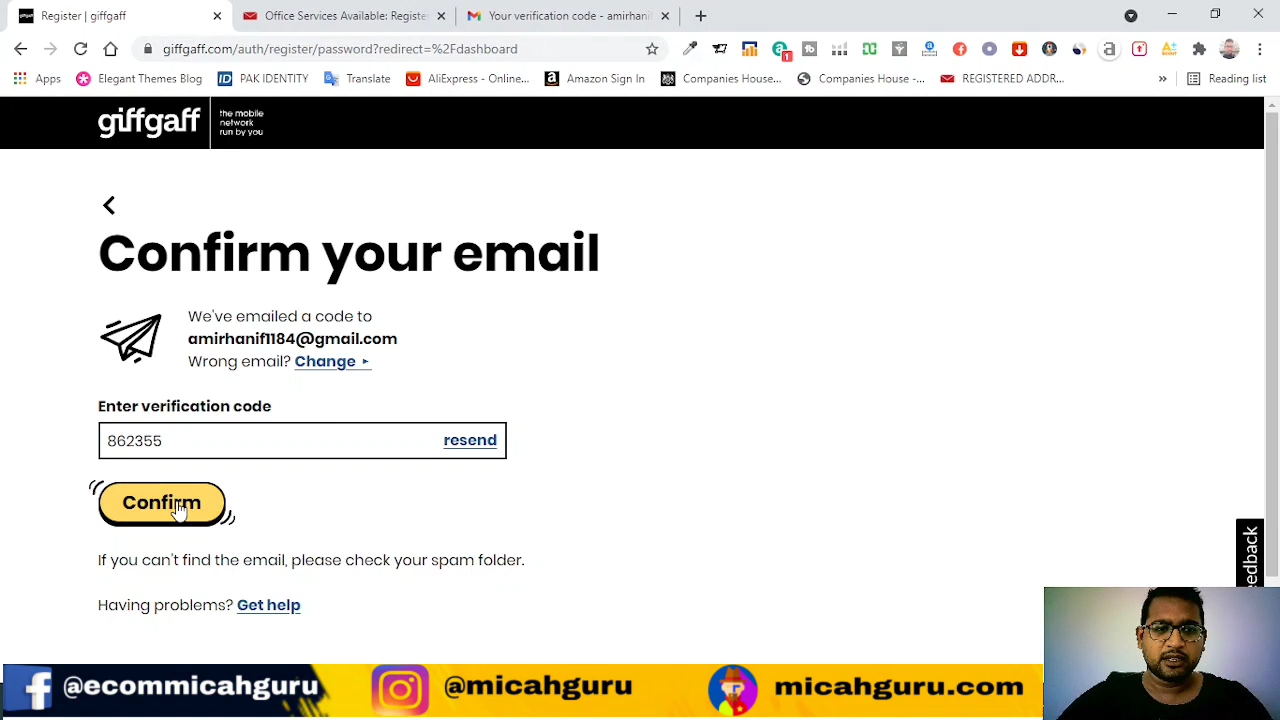 Register | giffgaff
Office Services Available: Registe
Your verification code - amirhani
giffgaff.com/auth/register/password?redirect=%2Fdashboard
1
Apps
Elegant Themes Blog
PAK IDENTITY
Translate
AliExpress - Online...
Amazon Sign In
Companies House...
Companies House -...
REGISTERED ADDR...
»
Reading list
giffgaff
the mobile
network
run by you
Confirm your email
We've emailed a code to
amirhanif1184@gmail.com
Wrong email? Change
Enter verification code
862355
resend
Confirm
If you can't find the email, please check your spam folder.
Having problems? Get help
edback
@ecommicahguru
@micahguru
micahguru.com